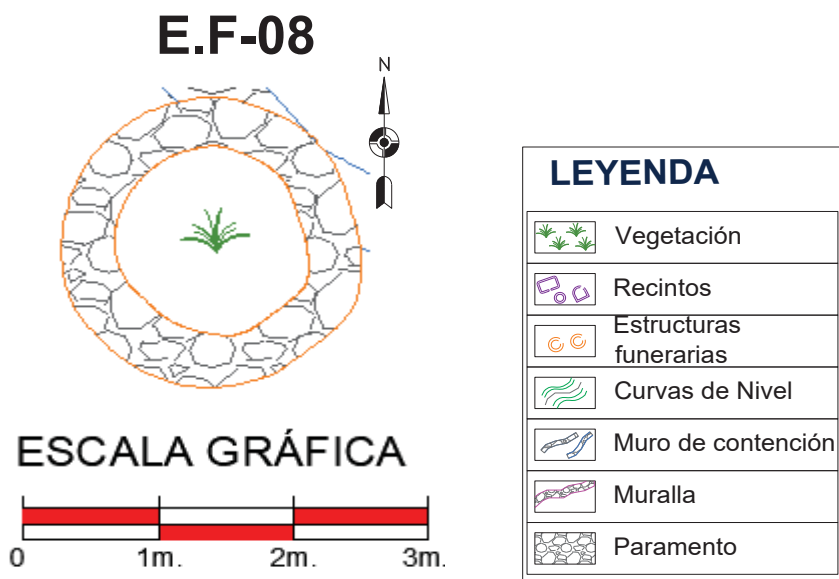 E.F-08
N
ESCALA GRÁFICA
0 1m. 2m. 3m.
LEYENDA
Vegetación
Recintos
Estructuras
funerarias
Curvas de Nivel
Muro de contención
Muralla
Paramento